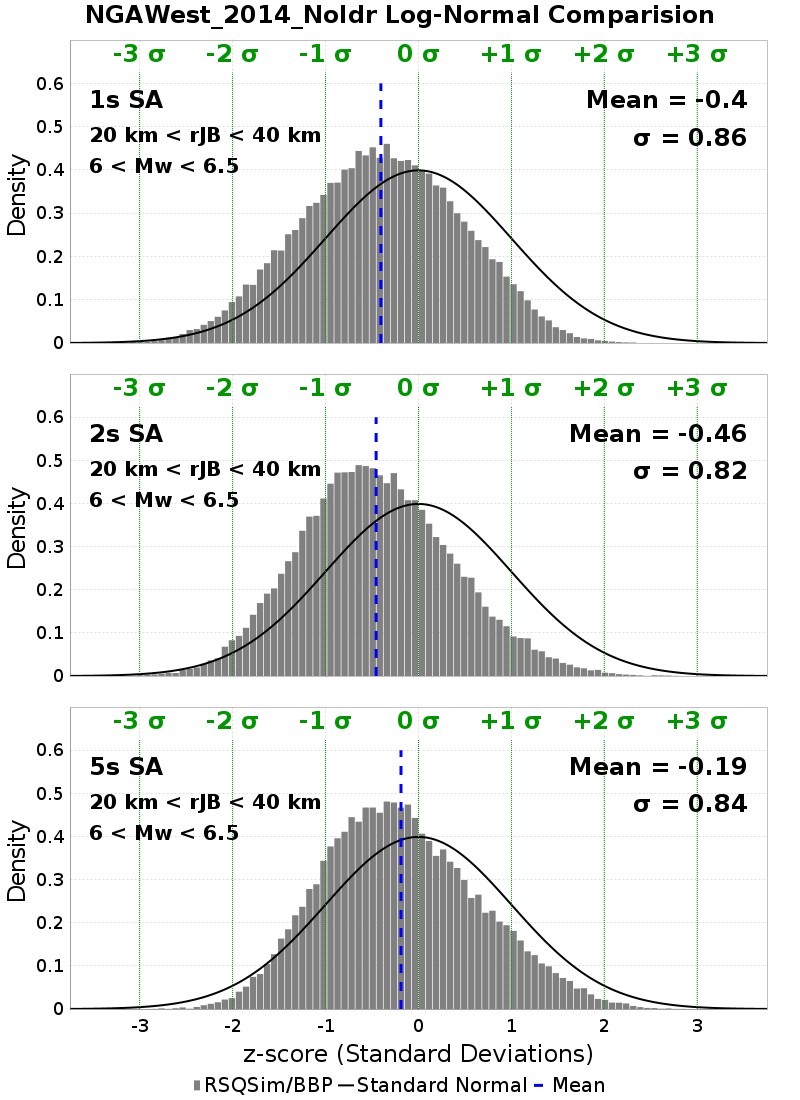 NGAWest_2014_NoIdr Log-Normal Comparision
-3 σ -2 σ -1 σ 0 σ +1 σ +2 σ +3 σ
0.6
1s SA
Mean = -0.4
0.5
20 km < rJB < 40 km
σ = 0.86
6 < Mw < 6.5
0.4
0.3
0.2
0.1
0
Density
-3 σ -2 σ -1 σ 0 σ +1 σ +2 σ +3 σ
0.6
2s SA
Mean = -0.46
0.5
20 km < rJB < 40 km
σ = 0.82
6 < Mw < 6.5
0.4
0.3
0.2
0.1
0
Density
-3 σ -2 σ -1 σ 0 σ +1 σ +2 σ +3 σ
0.6
5s SA
Mean = -0.19
0.5
20 km < rJB < 40 km
σ = 0.84
6 < Mw < 6.5
0.4
0.3
0.2
0.1
0
Density
-3 -2 -1 0 1 2 3
z-score (Standard Deviations)
RSQSim/BBP Standard Normal Mean